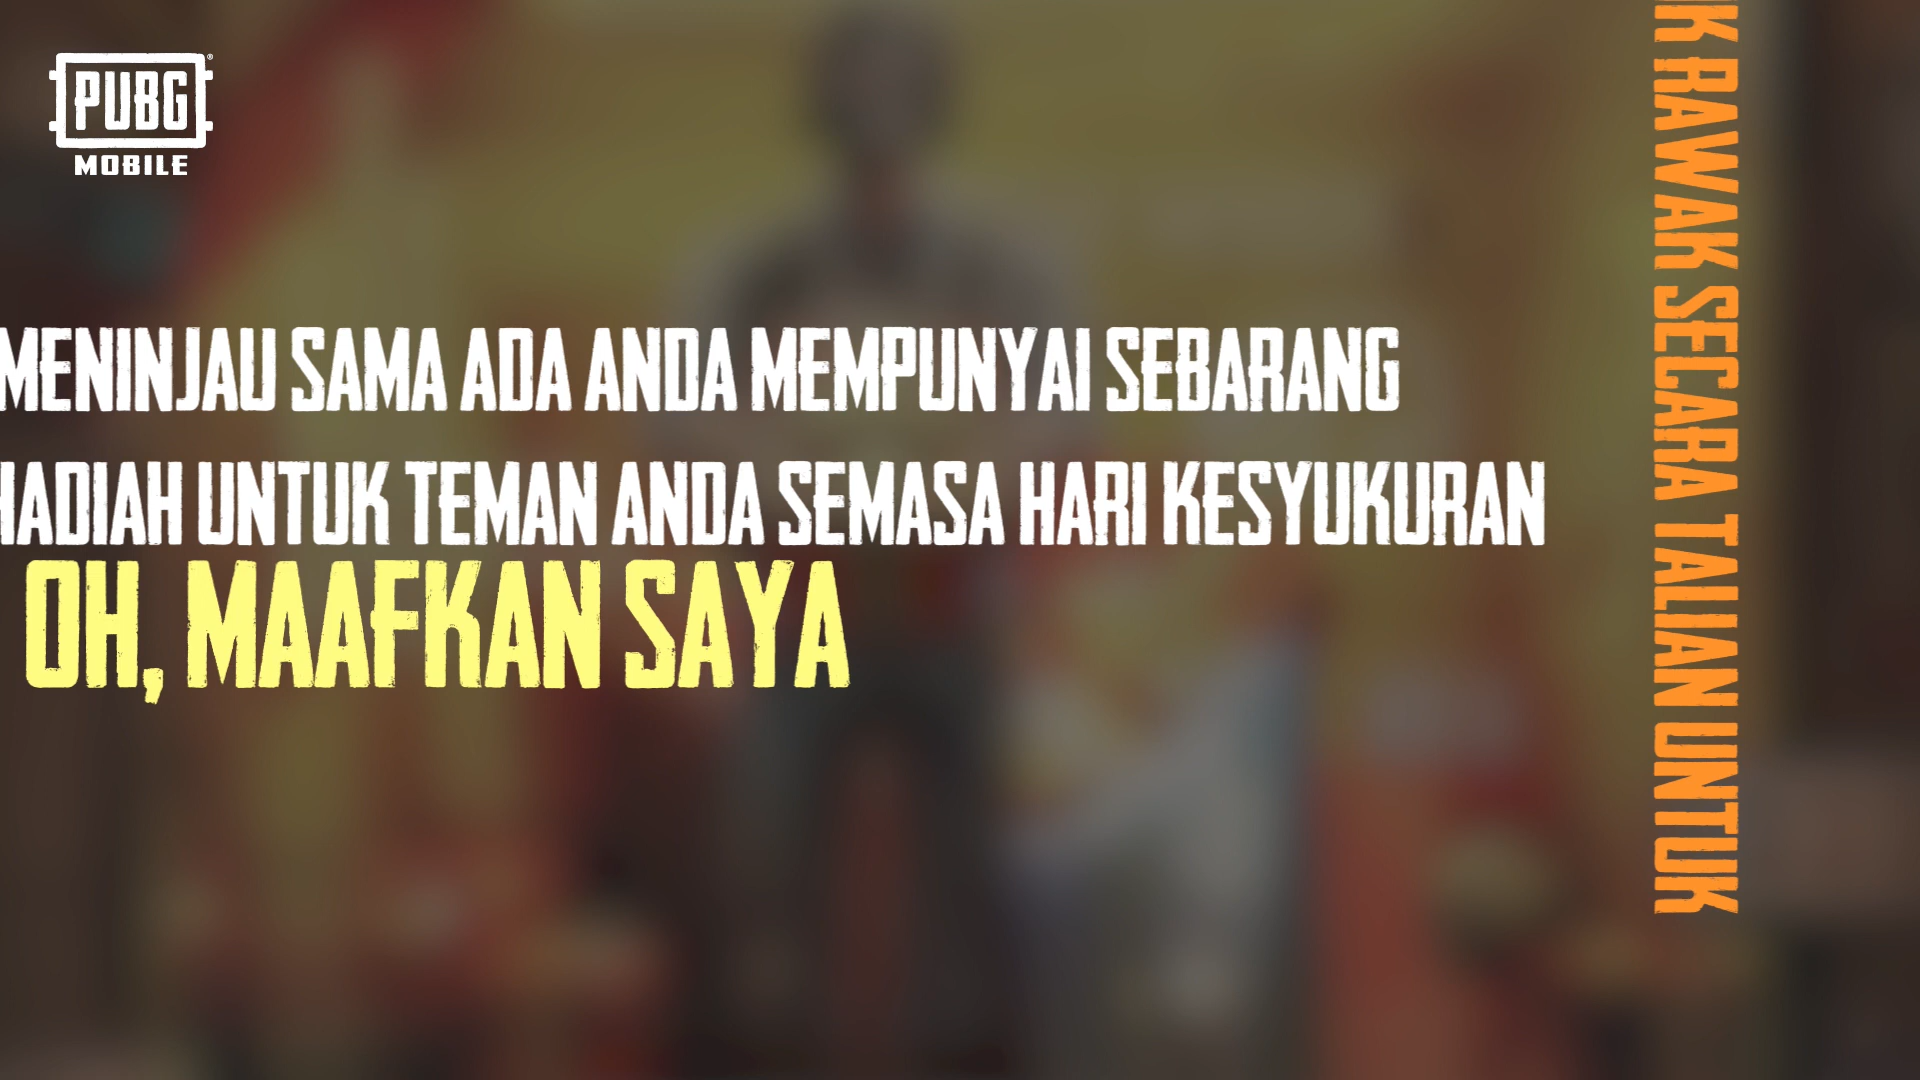 PUBG
MOBILE
MENINJAU SAMA ADA ANDA MEMPUNYAI SEBARANG
HADIAH UNTUK TEMAN ANDA SEMASA HARI KESYUKURAN
OH, MAAFKAN SAYA
RAWAK SECARA TALIAN UNTUK